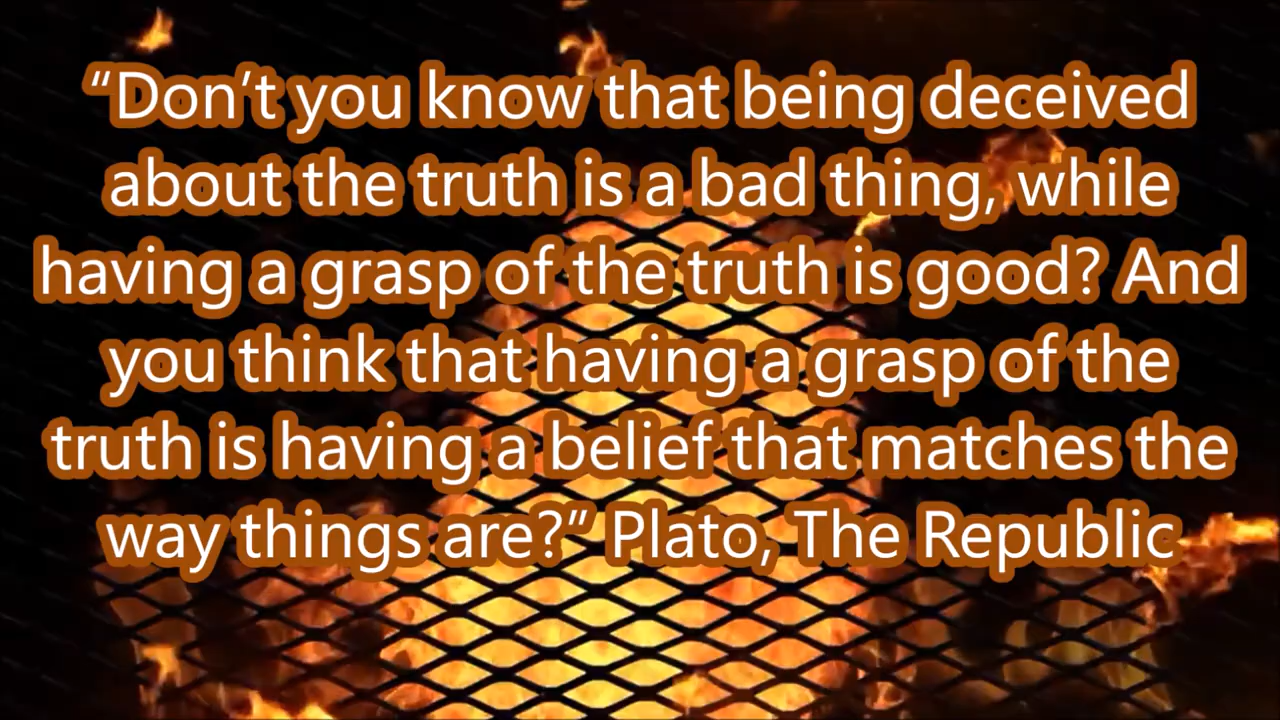 “Don’t you know that being deceived
about the truth is a bad thing, while
having a grasp of the truth is good? And
you think that having a grasp of the
truth is having a belief that matches the
way things are?” Plato, The Republic